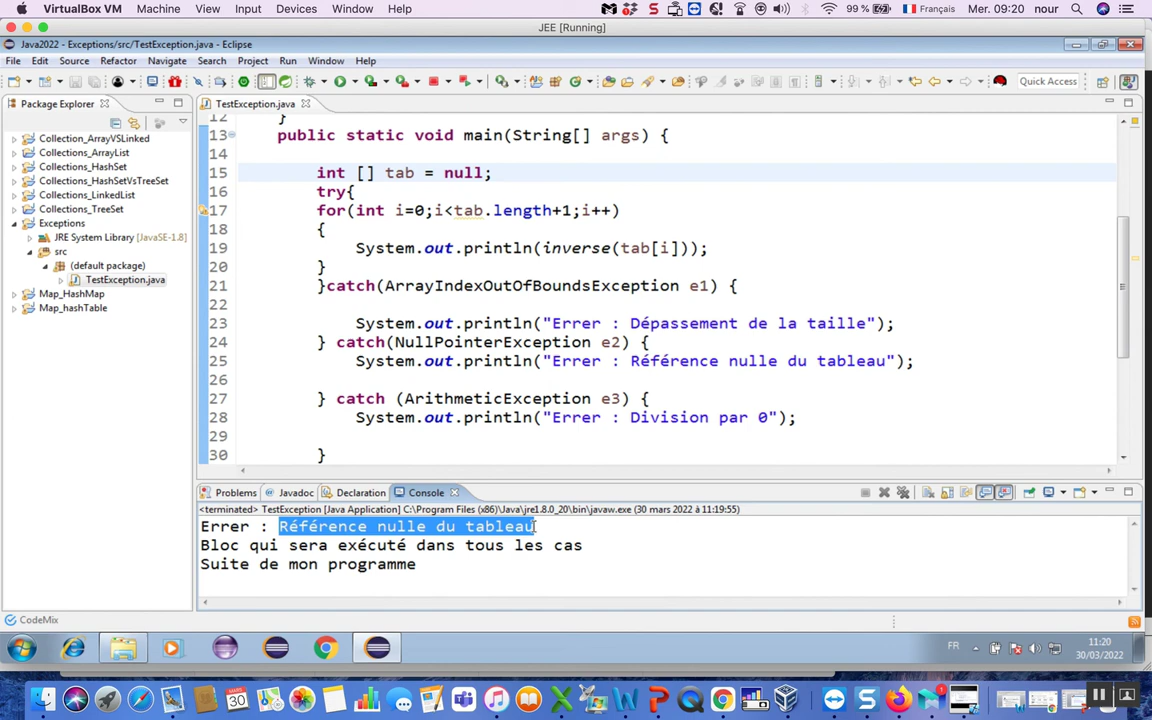 VirtualBox VM Machine View Input Devices Window Help 99 % Français Mer. 09:20 nour
JEE [Running]
Java2022 - Exceptions/src/TestException.java - Eclipse
File Edit Source Refactor Navigate Search Project Run Window Help
Quick Access
Package Explorer
TestException.java
Collection_ArrayVSLinked
Collections_ArrayList
Collections_HashSet
Collections_HashSetVsTreeSet
Collections_LinkedList
Collections_TreeSet
Exceptions
JRE System Library [JavaSE-1.8]
src
(default package)
TestException.java
Map_HashMap
Map_hashTable
12 }
13 public static void main(String[] args) {
14
15 int [] tab = null;
16 try{
17 for(int i=0;i<tab.length+1;i++)
18 {
19 System.out.println(inverse(tab[i]));
20 }
21 }catch(ArrayIndexOutOfBoundsException e1) {
22
23 System.out.println("Errer : Dépassement de la taille");
24 } catch(NullPointerException e2) {
25 System.out.println("Errer : Référence nulle du tableau");
26
27 } catch (ArithmeticException e3) {
28 System.out.println("Errer : Division par 0");
29
30 }
Problems Javadoc Declaration Console
<terminated> TestException [Java Application] C:\Program Files (x86)\Java\jre1.8.0_20\bin\javaw.exe (30 mars 2022 à 11:19:55)
Errer : Référence nulle du tableau
Bloc qui sera exécuté dans tous les cas
Suite de mon programme
CodeMix
FR
11:20
30/03/2022
MARS
30